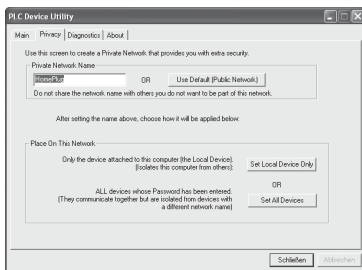 PLC Device Utility
Main Privacy Diagnostics About
Use this screen to create a Private Network that provides you with extra security.
Private Network Name
HomePlug OR Use Default (Public Network)
Do not share the network name with others you do not want to be part of this network.
After setting the name above, choose how it will be applied below:
Place On This Network
Only the device attached to this computer (the Local Device). Set Local Device Only
(Isolates this computer from others):
OR
ALL devices whose Password has been entered. Set All Devices
(They communicate together but are isolated from devices with
a different network name)
Schließen Abbrechen